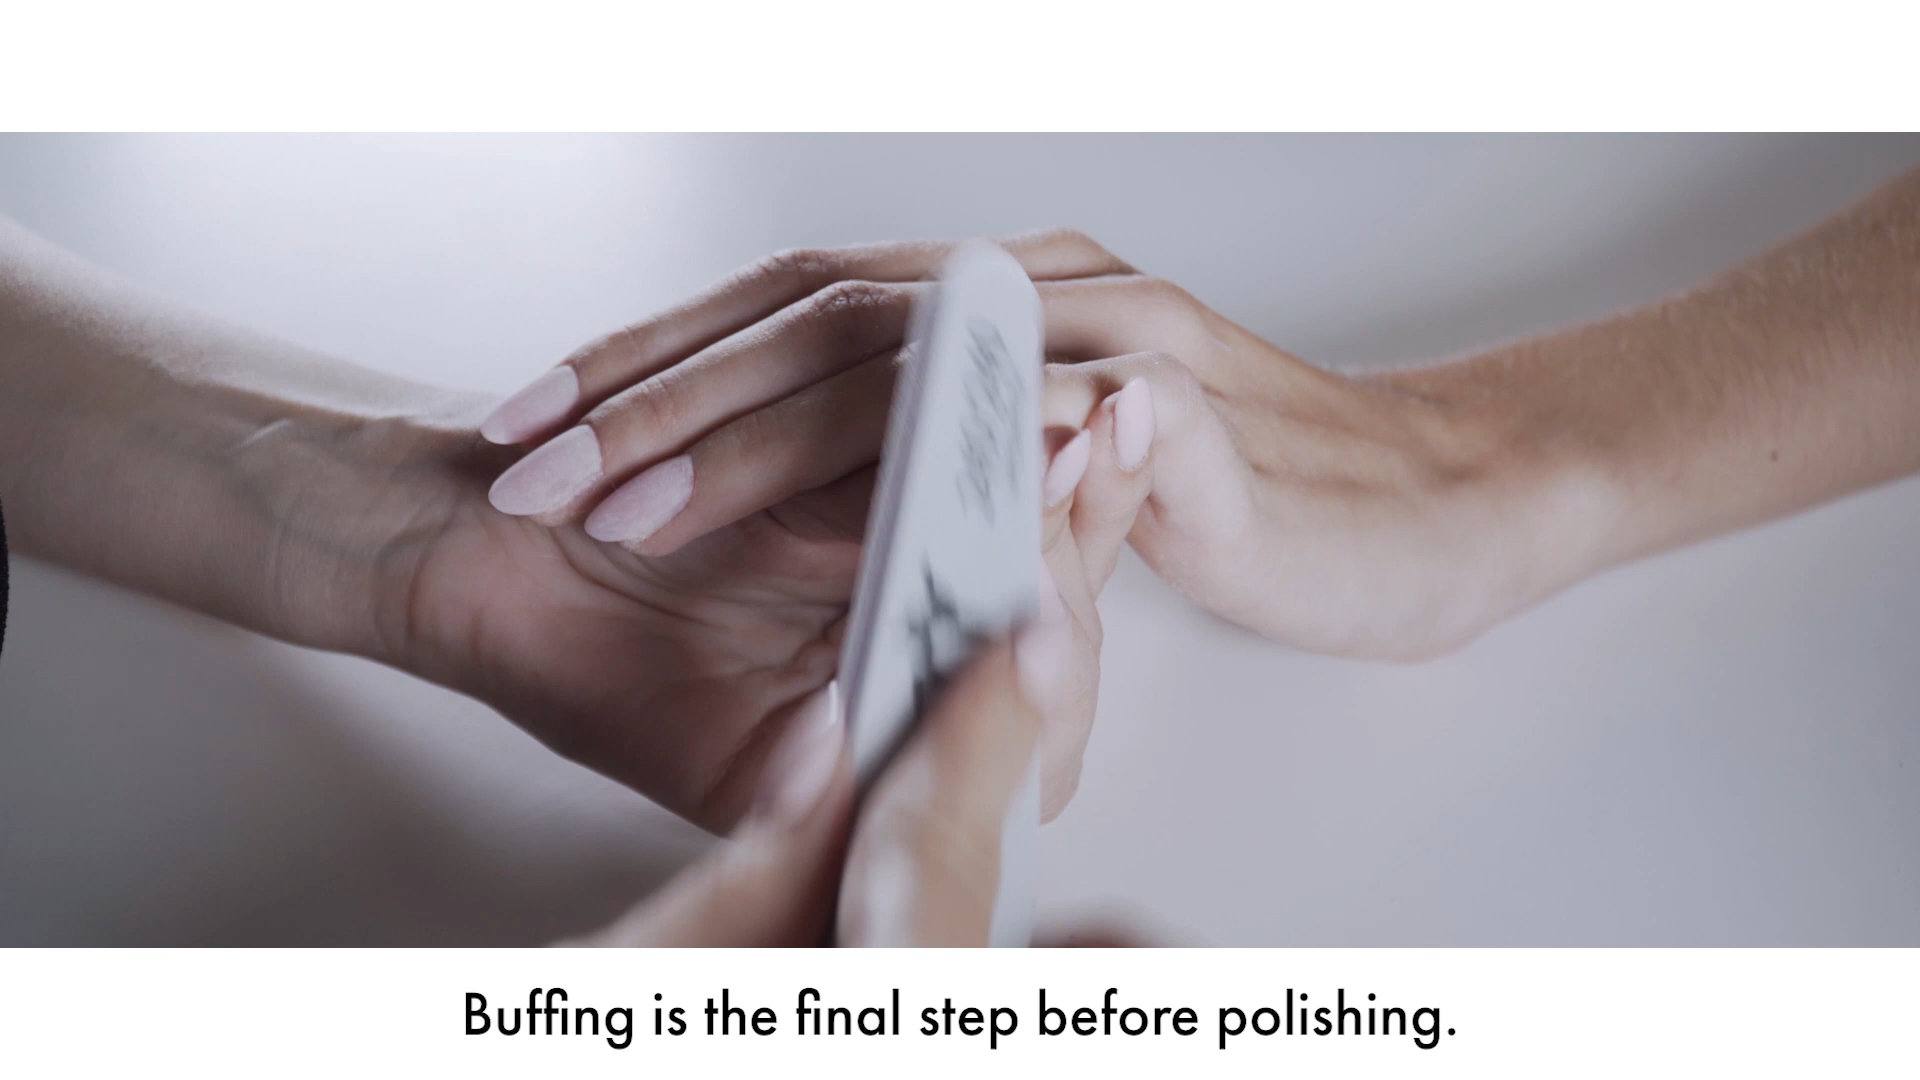 Buffing is the final step before polishing.